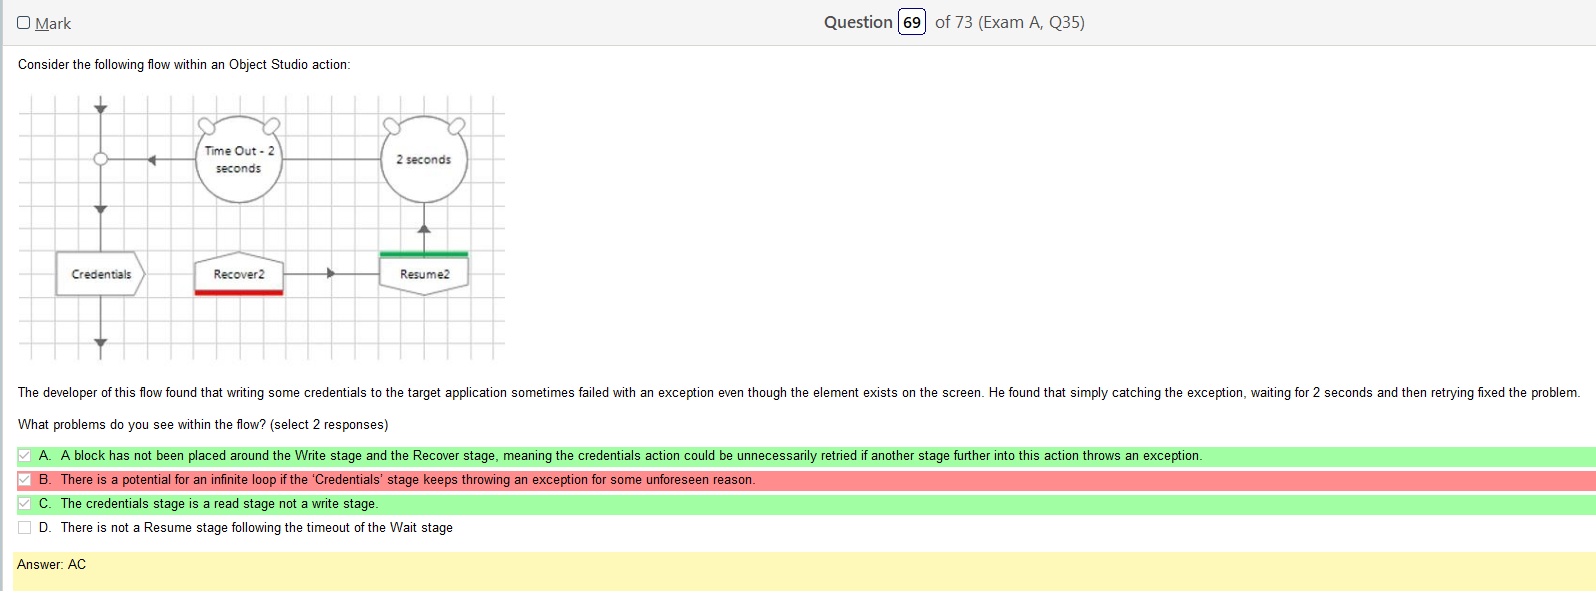 Mark
Question 69 of 73 (Exam A, Q35)
Consider the following flow within an Object Studio action:
Time Out - 2
seconds
2 seconds
Credentials
Recover2
Resume2
The developer of this flow found that writing some credentials to the target application sometimes failed with an exception even though the element exists on the screen. He found that simply catching the exception, waiting for 2 seconds and then retrying fixed the problem.
What problems do you see within the flow? (select 2 responses)
A. A block has not been placed around the Write stage and the Recover stage, meaning the credentials action could be unnecessarily retried if another stage further into this action throws an exception.
B. There is a potential for an infinite loop if the 'Credentials' stage keeps throwing an exception for some unforeseen reason.
C. The credentials stage is a read stage not a write stage.
D. There is not a Resume stage following the timeout of the Wait stage
Answer: AC